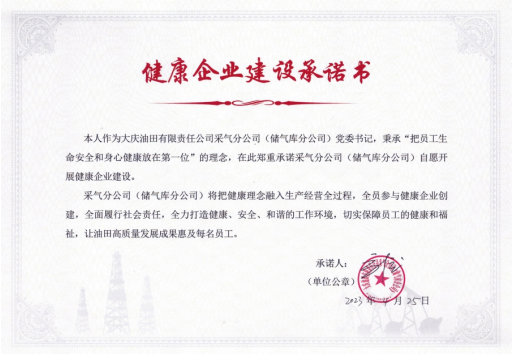 健康企业建设承诺书
本人作为大庆油田有限责任公司采气分公司（储气库分公司）党委书记，秉承“把员工生
命安全和身心健康放在第一位”的理念，在此郑重承诺采气分公司（储气库分公司）自愿开
展健康企业建设。
采气分公司（储气库分公司）将把健康理念融入生产经营全过程，全员参与健康企业创
建，全面履行社会责任，全力打造健康、安全、和谐的工作环境，切实保障员工的健康和福
祉，让油田高质量发展成果惠及每名员工。
承诺人：
（单位公章）
2023年 月25日